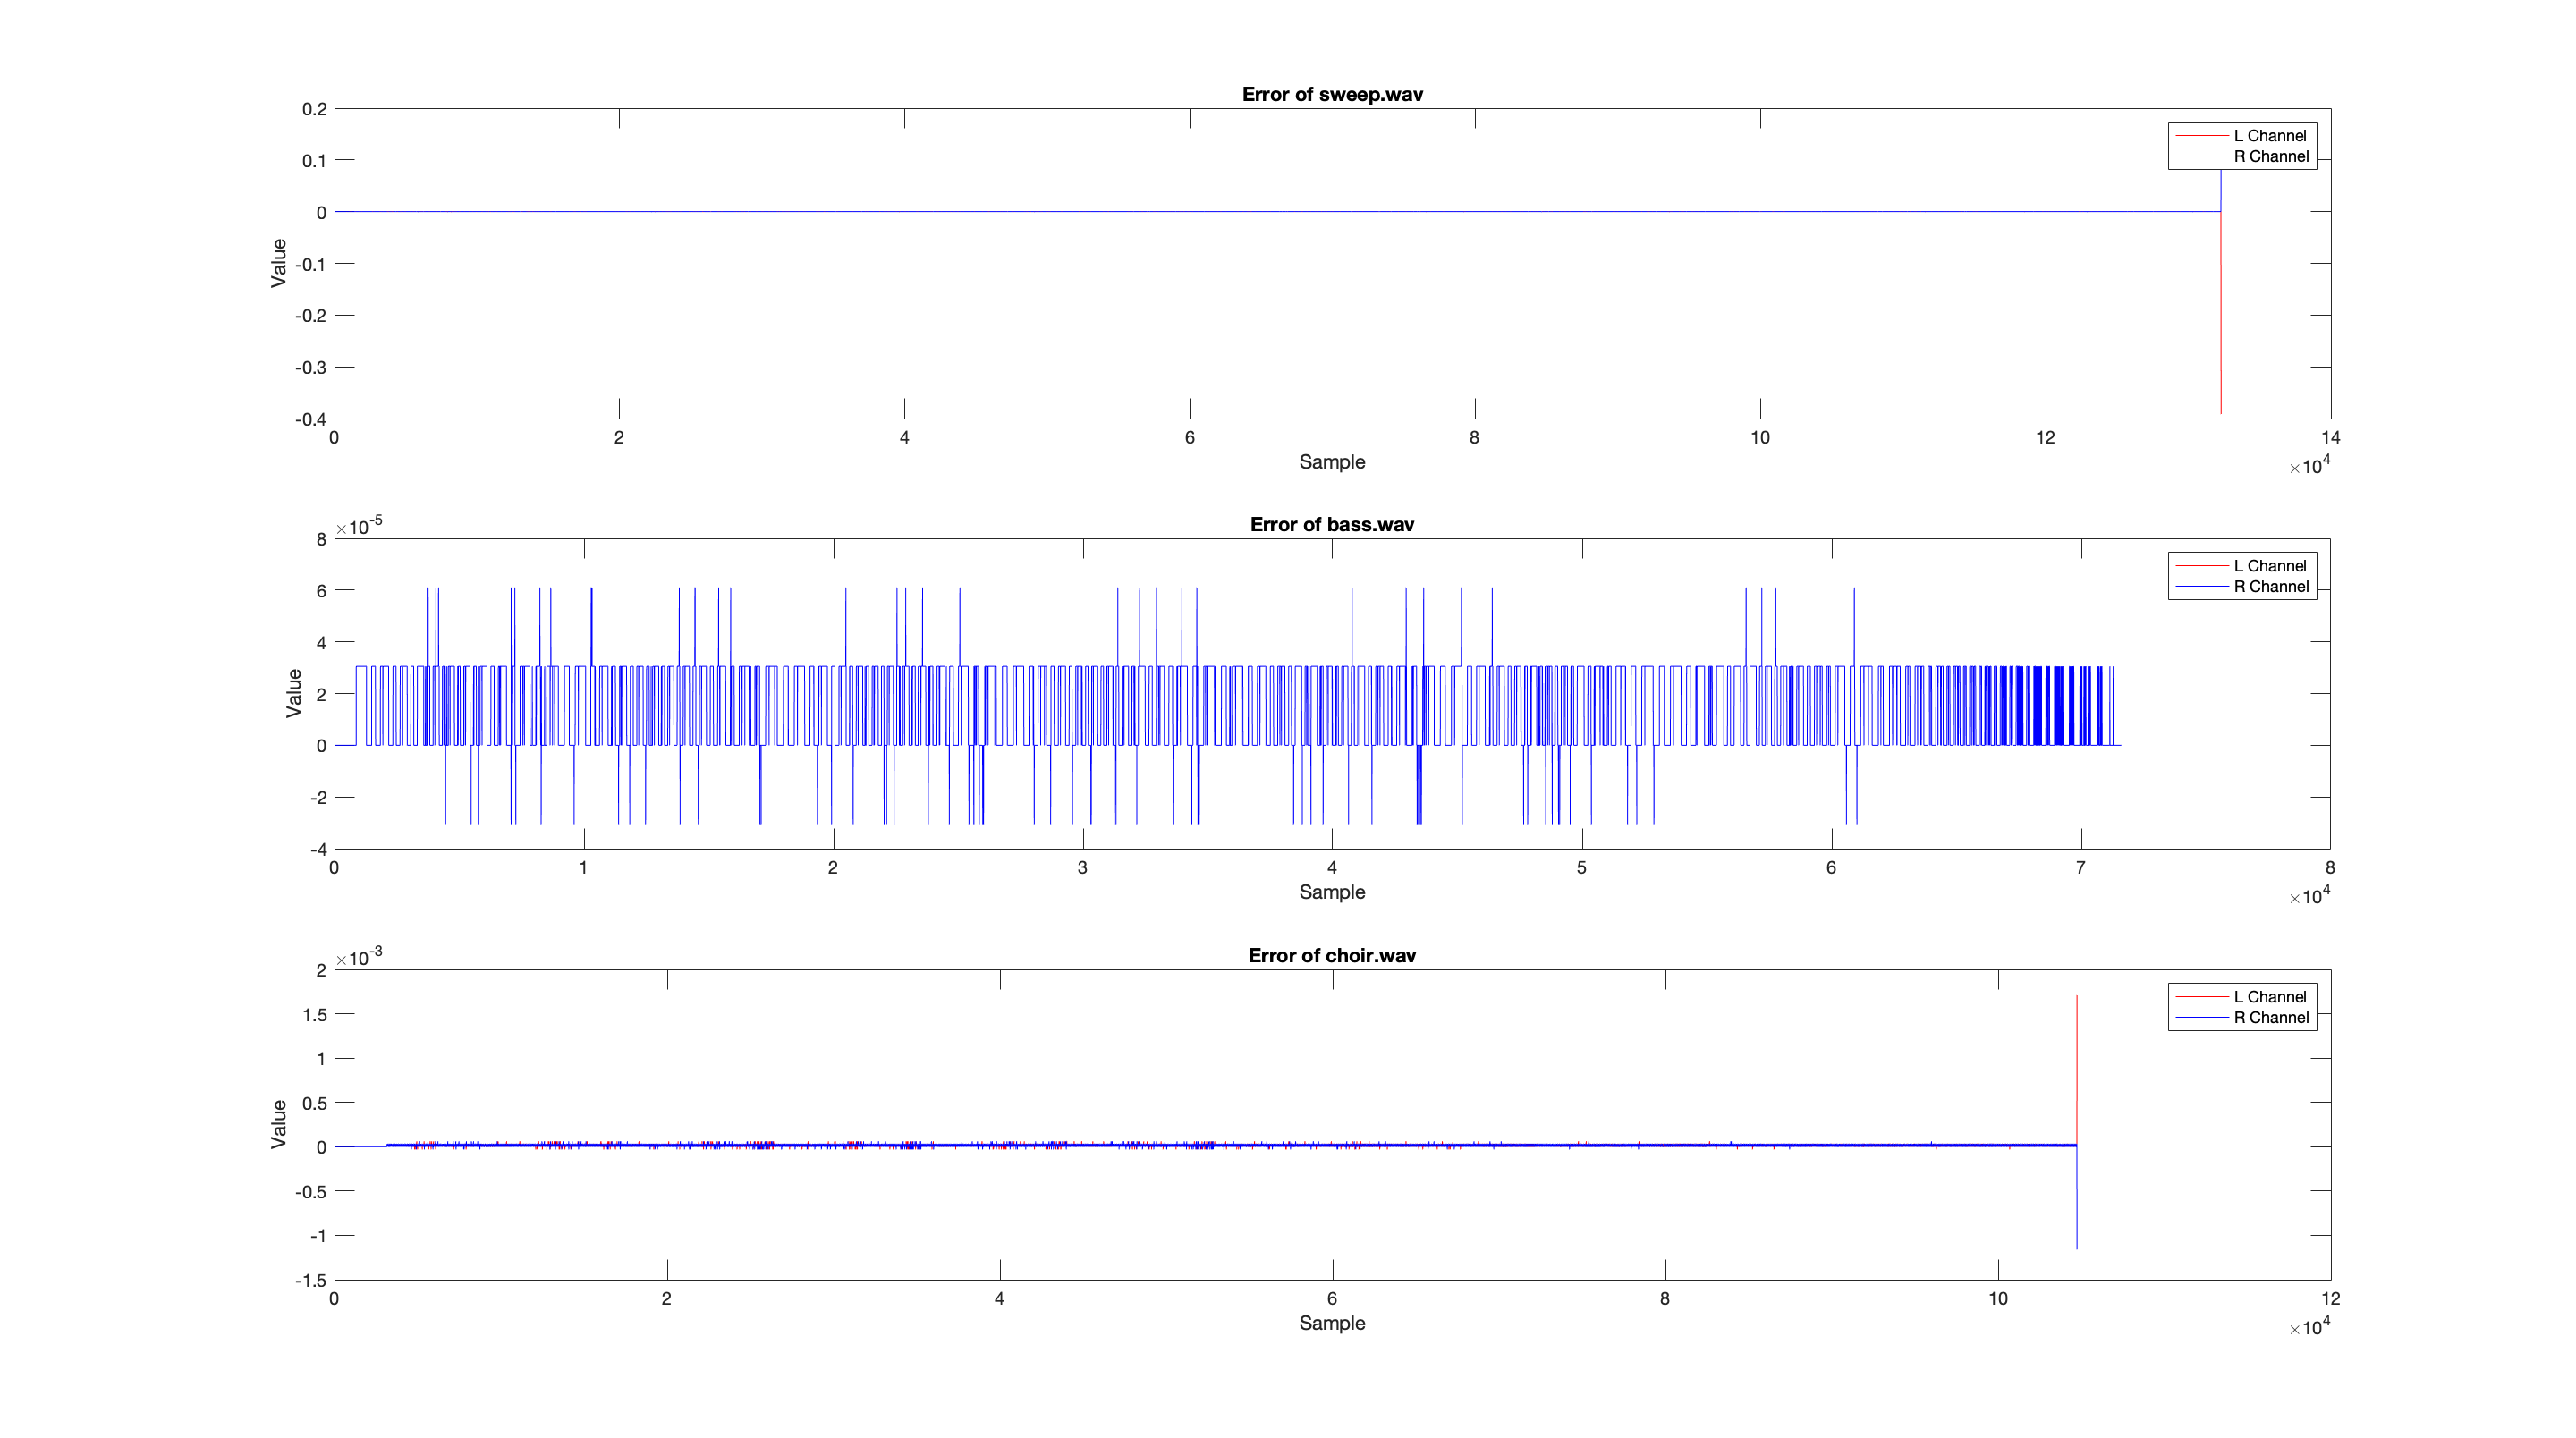 Error of sweep.wav
0.2
0.1
0
-0.1
-0.2
-0.3
-0.4
Value
L Channel
R Channel
0 2 4 6 8 10 12 14
Sample
×10^4
Error of bass.wav
×10^-5
8
6
4
2
0
-2
-4
Value
L Channel
R Channel
0 1 2 3 4 5 6 7 8
Sample
×10^4
Error of choir.wav
×10^-3
2
1.5
1
0.5
0
-0.5
-1
-1.5
Value
L Channel
R Channel
0 2 4 6 8 10 12
Sample
×10^4